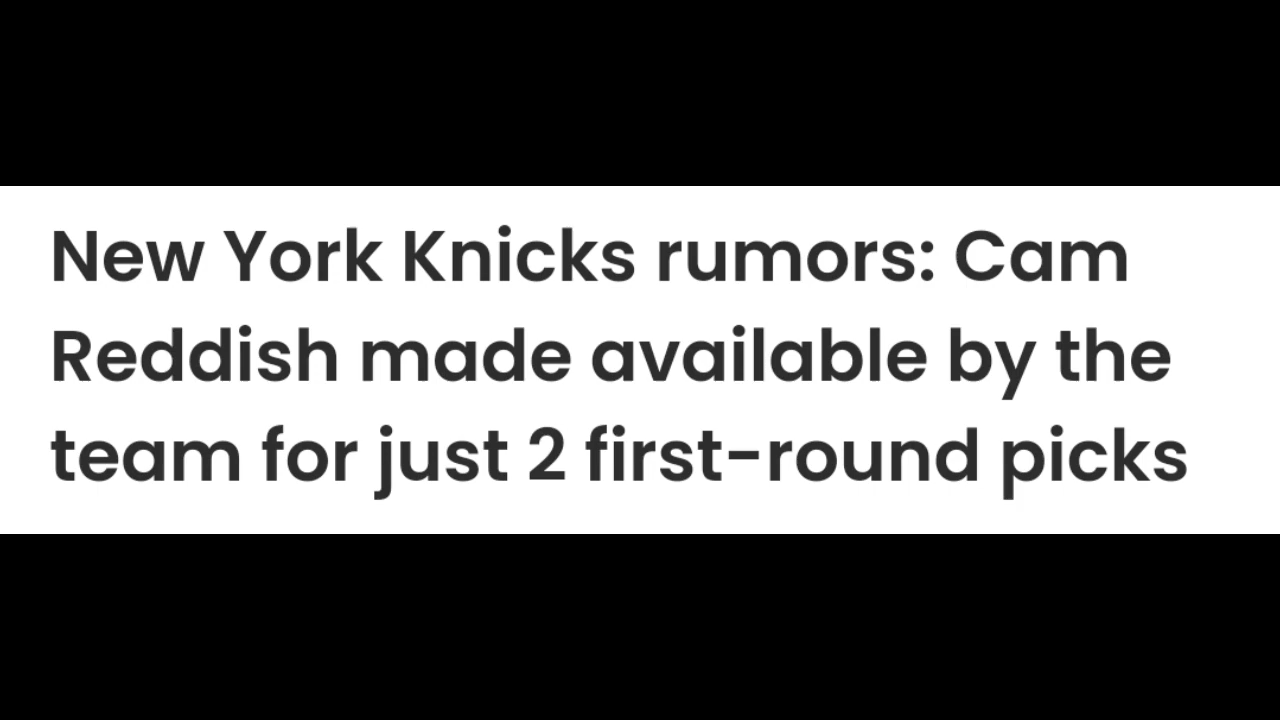 New York Knicks rumors: Cam
Reddish made available by the
team for just 2 first-round picks